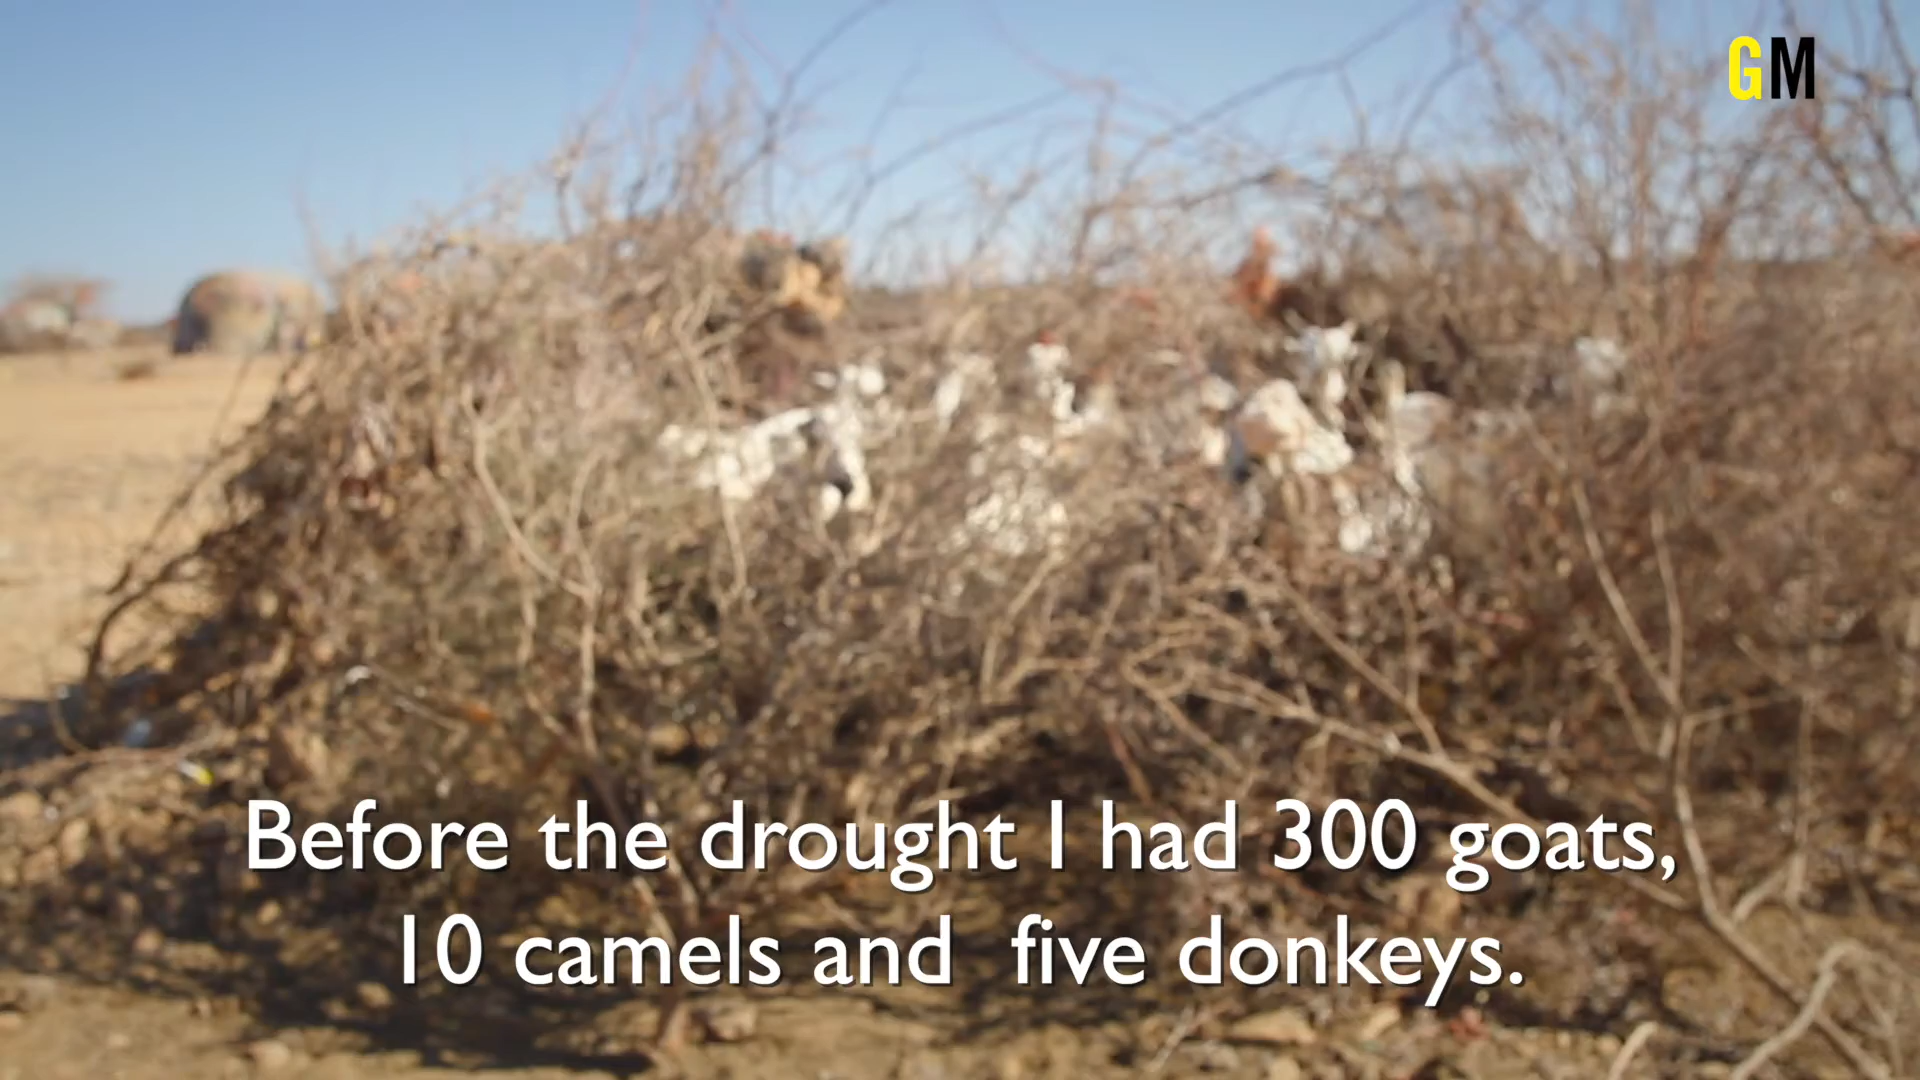 GM
Before the drought I had 300 goats,
10 camels and  five donkeys.